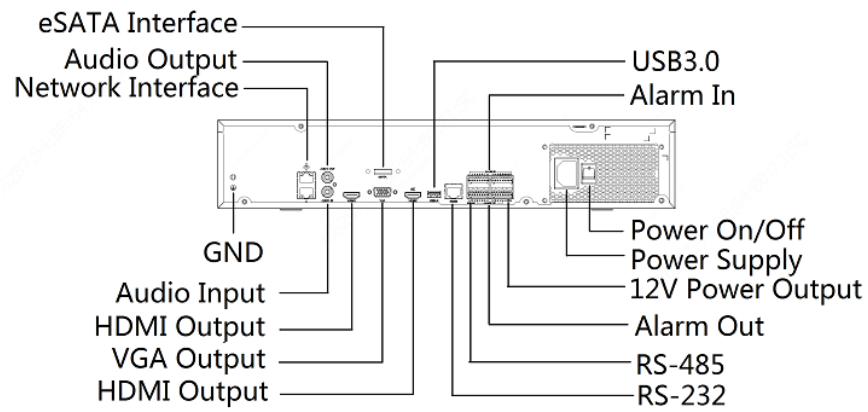 eSATA Interface
Audio Output
Network Interface
USB3.0
Alarm In
GND
Audio Input
HDMI Output
VGA Output
HDMI Output
Power On/Off
Power Supply
12V Power Output
Alarm Out
RS-485
RS-232